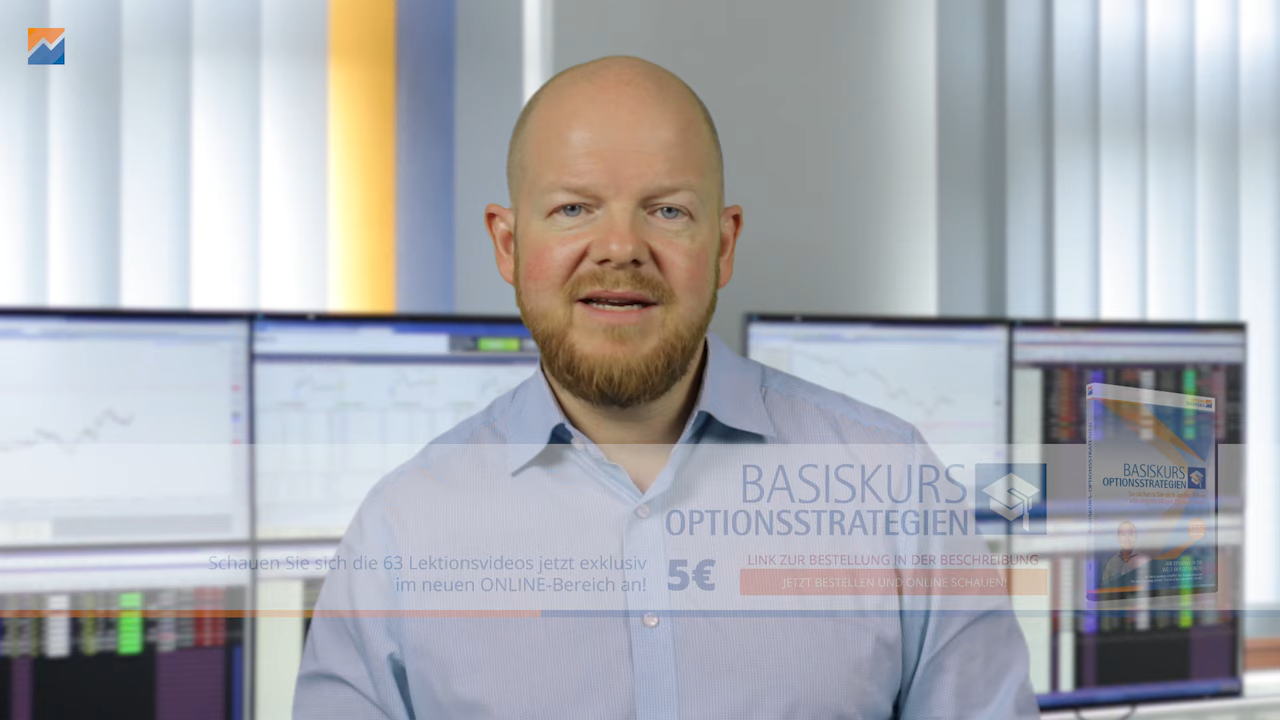 BASISKURS
OPTIONSSTRATEGIEN
Schauen Sie sich die 63 Lektionsvideos jetzt exklusiv
im neuen ONLINE-Bereich an!
5€
LINK ZUR BESTELLUNG IN DER BESCHREIBUNG
JETZT BESTELLEN UND ONLINE SCHAUEN!
BASISKURS
OPTIONSSTRATEGIEN